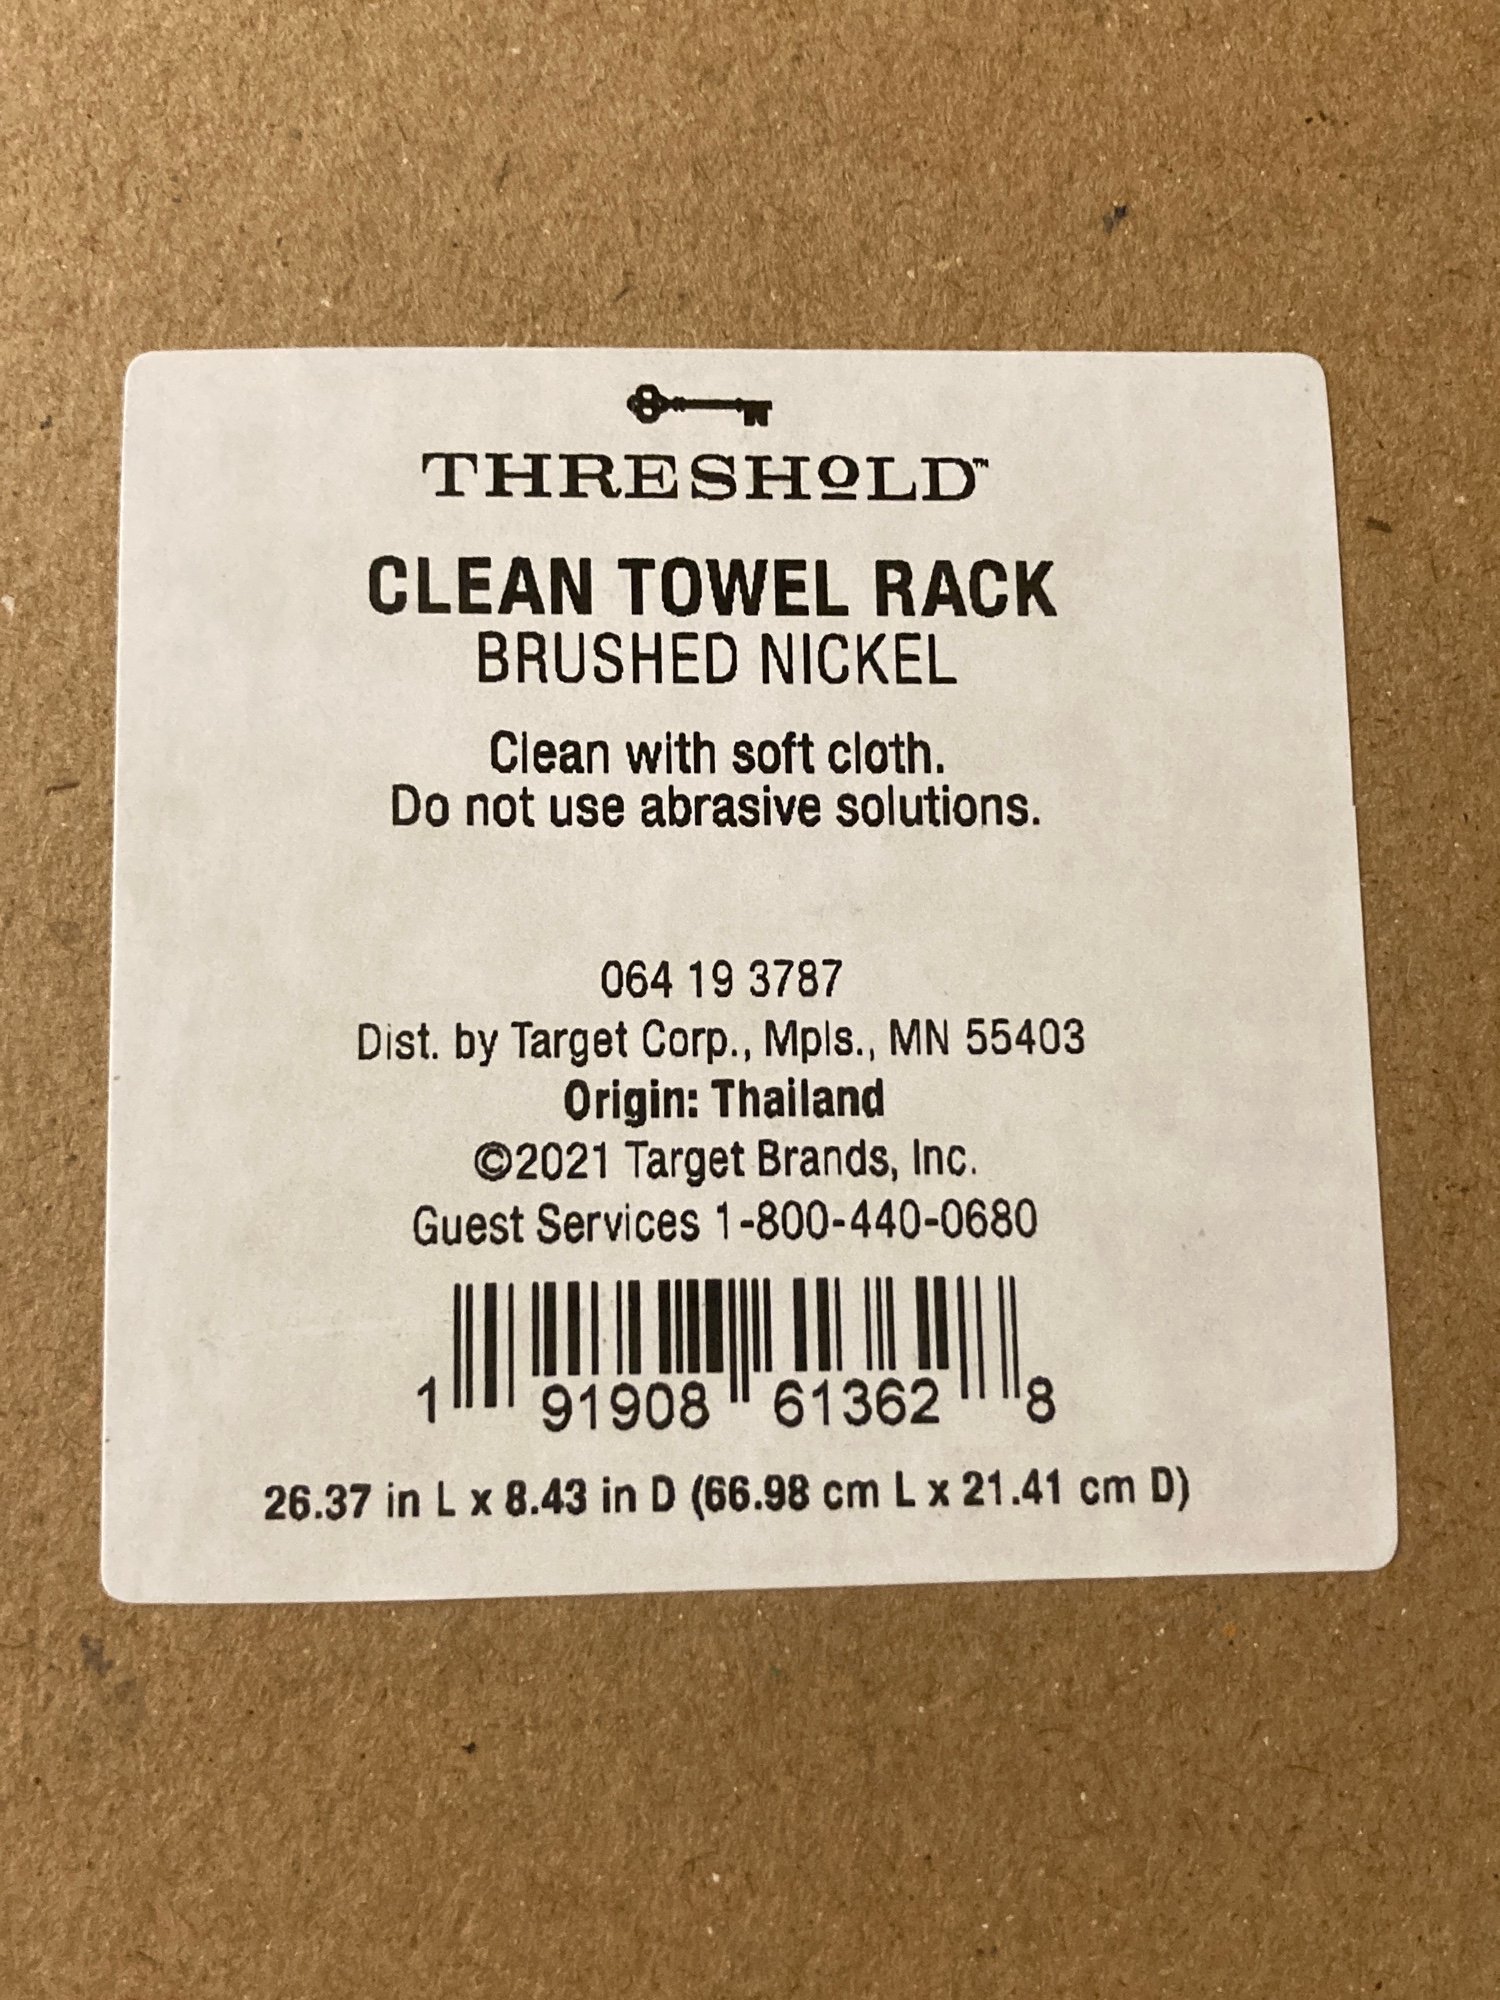 THRESHOLD™
CLEAN TOWEL RACK
BRUSHED NICKEL
Clean with soft cloth.
Do not use abrasive solutions.
064 19 3787
Dist. by Target Corp., Mpls., MN 55403
Origin: Thailand
©2021 Target Brands, Inc.
Guest Services 1-800-440-0680
1 91908 61362 8
26.37 in L x 8.43 in D (66.98 cm L x 21.41 cm D)